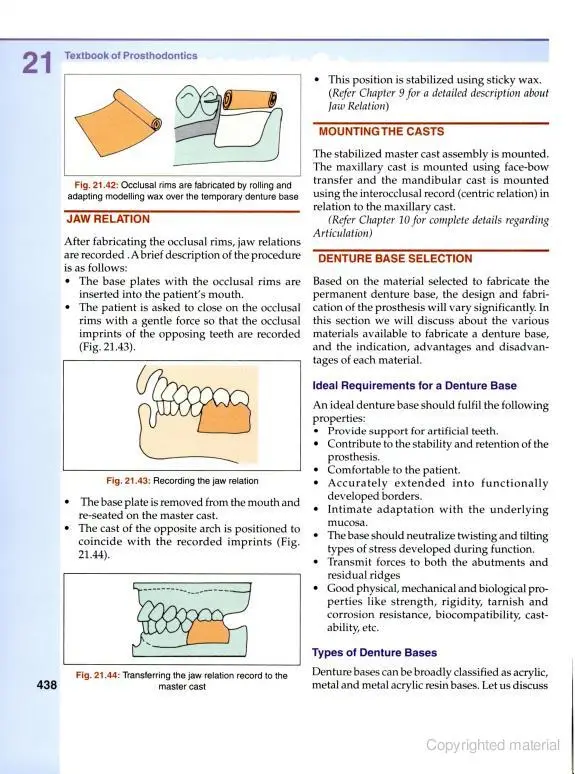 21
Textbook of Prosthodontics
Fig. 21.42: Occlusal rims are fabricated by rolling and
adapting modelling wax over the temporary denture base
JAW RELATION
After fabricating the occlusal rims, jaw relations
are recorded .A brief description of the procedure
is as follows:
• The base plates with the occlusal rims are
inserted into the patient's mouth.
• The patient is asked to close on the occlusal
rims with a gentle force so that the occlusal
imprints of the opposing teeth are recorded
(Fig. 21.43).
Fig. 21.43: Recording the jaw relation
• The base plate is removed from the mouth and
re-seated on the master cast.
• The cast of the opposite arch is positioned to
coincide with the recorded imprints (Fig.
21.44).
Fig. 21.44: Transferring the jaw relation record to the
master cast
438
• This position is stabilized using sticky wax.
(Refer Chapter 9 for a detailed description about
Jaw Relation)
MOUNTING THE CASTS
The stabilized master cast assembly is mounted.
The maxillary cast is mounted using face-bow
transfer and the mandibular cast is mounted
using the interocclusal record (centric relation) in
relation to the maxillary cast.
(Refer Chapter 10 for complete details regarding
Articulation)
DENTURE BASE SELECTION
Based on the material selected to fabricate the
permanent denture base, the design and fabri-
cation of the prosthesis will vary significantly. In
this section we will discuss about the various
materials available to fabricate a denture base,
and the indication, advantages and disadvan-
tages of each material.
Ideal Requirements for a Denture Base
An ideal denture base should fulfil the following
properties:
• Provide support for artificial teeth.
• Contribute to the stability and retention of the
prosthesis.
• Comfortable to the patient.
• Accurately extended into functionally
developed borders.
• Intimate adaptation with the underlying
mucosa.
• The base should neutralize twisting and tilting
types of stress developed during function.
• Transmit forces to both the abutments and
residual ridges
• Good physical, mechanical and biological pro-
perties like strength, rigidity, tarnish and
corrosion resistance, biocompatibility, cast-
ability, etc.
Types of Denture Bases
Denture bases can be broadly classified as acrylic,
metal and metal acrylic resin bases. Let us discuss
Copyrighted material